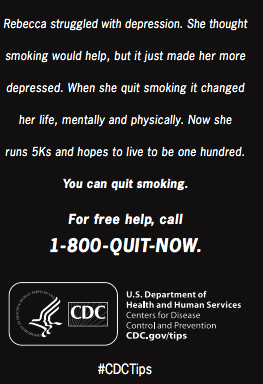 Rebecca struggled with depression. She thought
smoking would help, but it just made her more
depressed. When she quit smoking it changed
her life, mentally and physically. Now she
runs 5Ks and hopes to live to be one hundred.
You can quit smoking.
For free help, call
1-800-QUIT-NOW.
CDC
U.S. Department of
Health and Human Services
Centers for Disease
Control and Prevention
CDC.gov/tips
#CDCTips